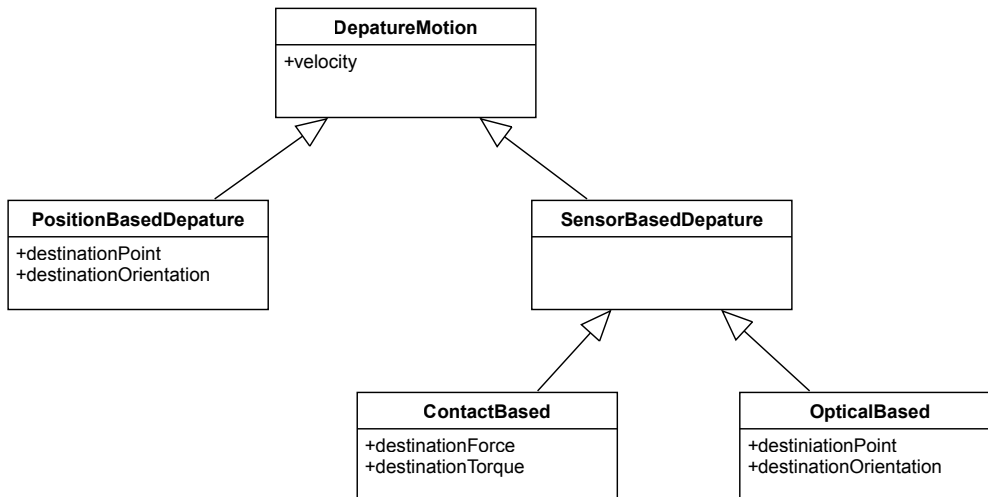 DepatureMotion
+velocity
PositionBasedDepature
+destinationPoint
+destinationOrientation
SensorBasedDepature
ContactBased
+destinationForce
+destinationTorque
OpticalBased
+destiniationPoint
+destinationOrientation